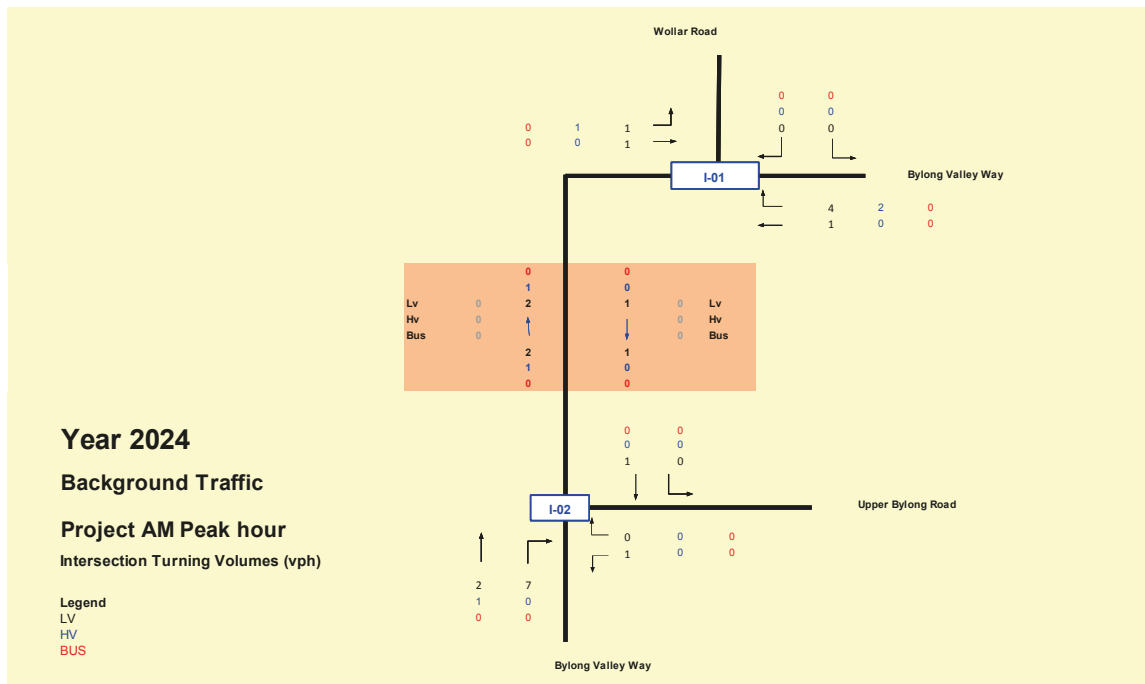 Wollar Road
0 0
0 0
0 0
0 1 1
0 0 1
I-01
Bylong Valley Way
4 2 0
1 0 0
0 0
1 0
Lv 0 2 1 0 Lv
Hv 0 0 Hv
Bus 0 0 Bus
2 1
1 0
0 0
Year 2024
Background Traffic
Project AM Peak hour
Intersection Turning Volumes (vph)
Legend
LV
HV
BUS
0 0
0 0
1 0
I-02
Upper Bylong Road
0 0 0
1 0 0
2 7
1 0
0 0
Bylong Valley Way